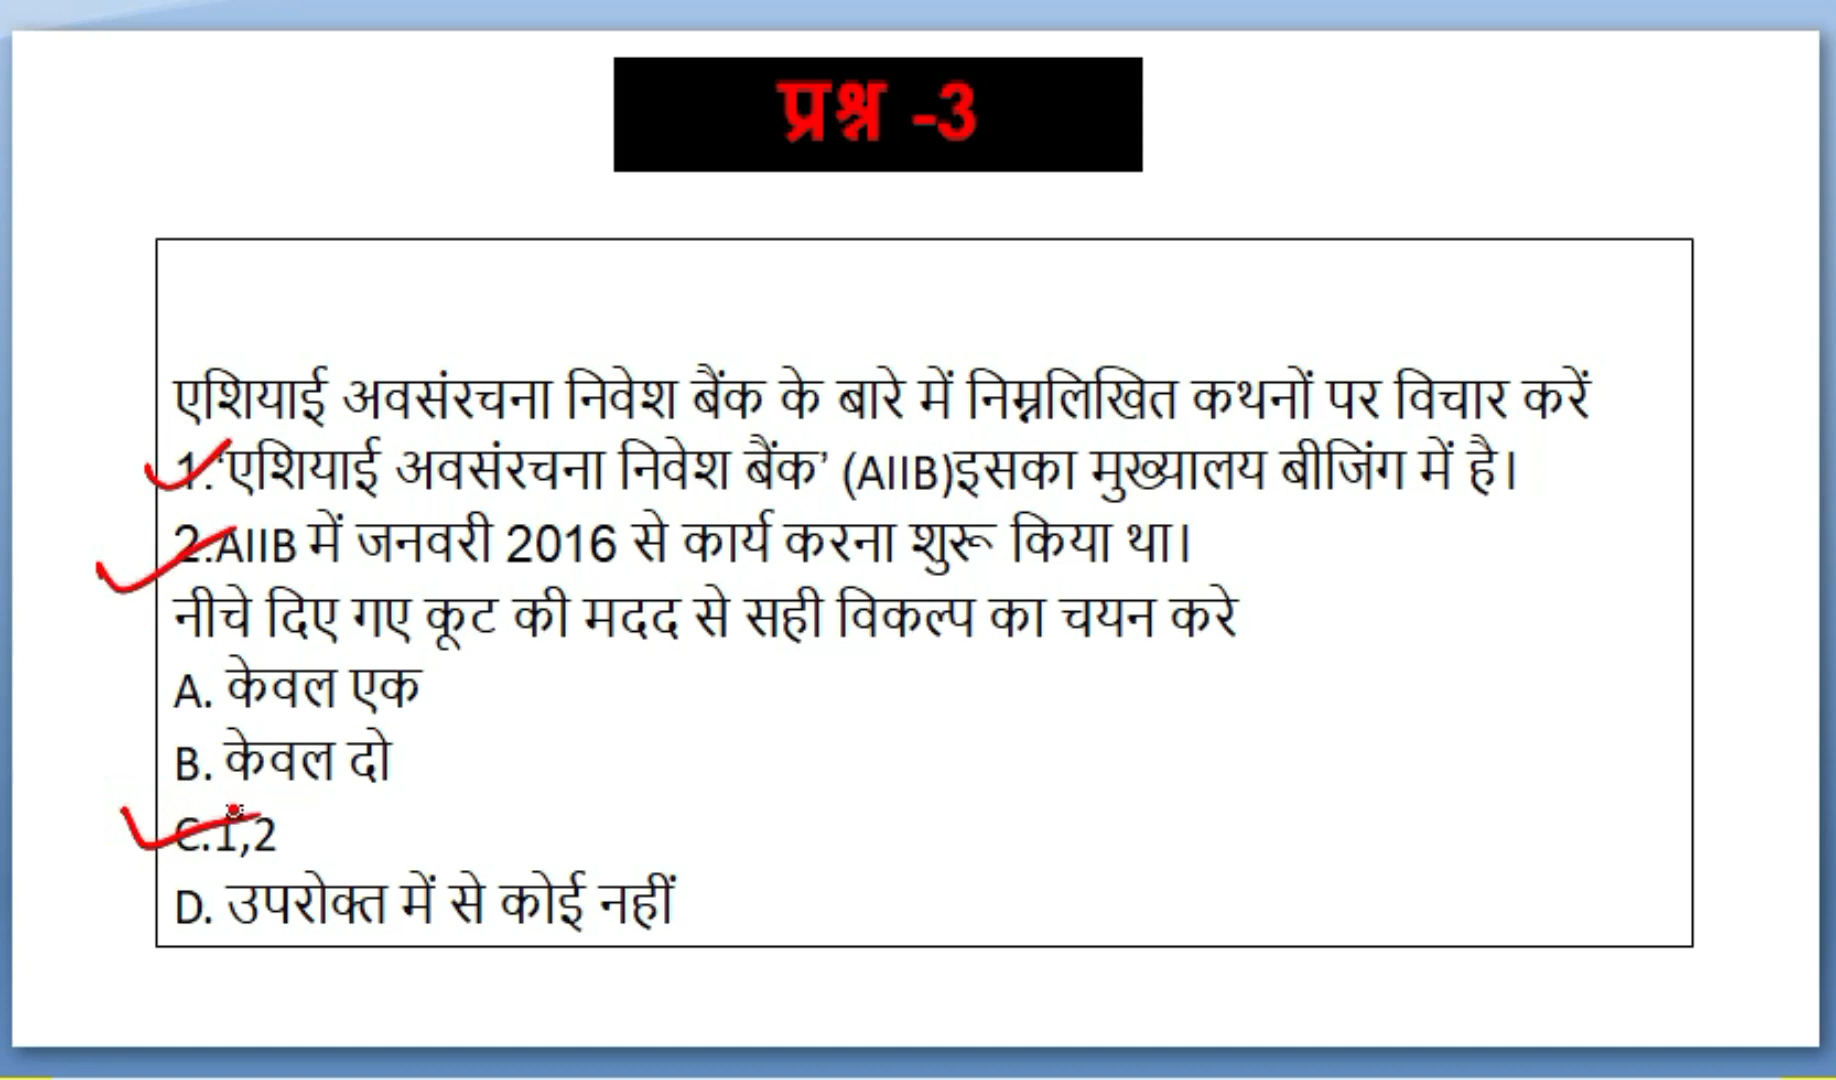 प्रश्न -3
एशियाई अवसंरचना निवेश बैंक के बारे में निम्नलिखित कथनों पर विचार करें
1.‘एशियाई अवसंरचना निवेश बैंक’ (AIIB)इसका मुख्यालय बीजिंग में है।
2.AIIB में जनवरी 2016 से कार्य करना शुरू किया था।
नीचे दिए गए कूट की मदद से सही विकल्प का चयन करे
A. केवल एक
B. केवल दो
C.1,2
D. उपरोक्त में से कोई नहीं